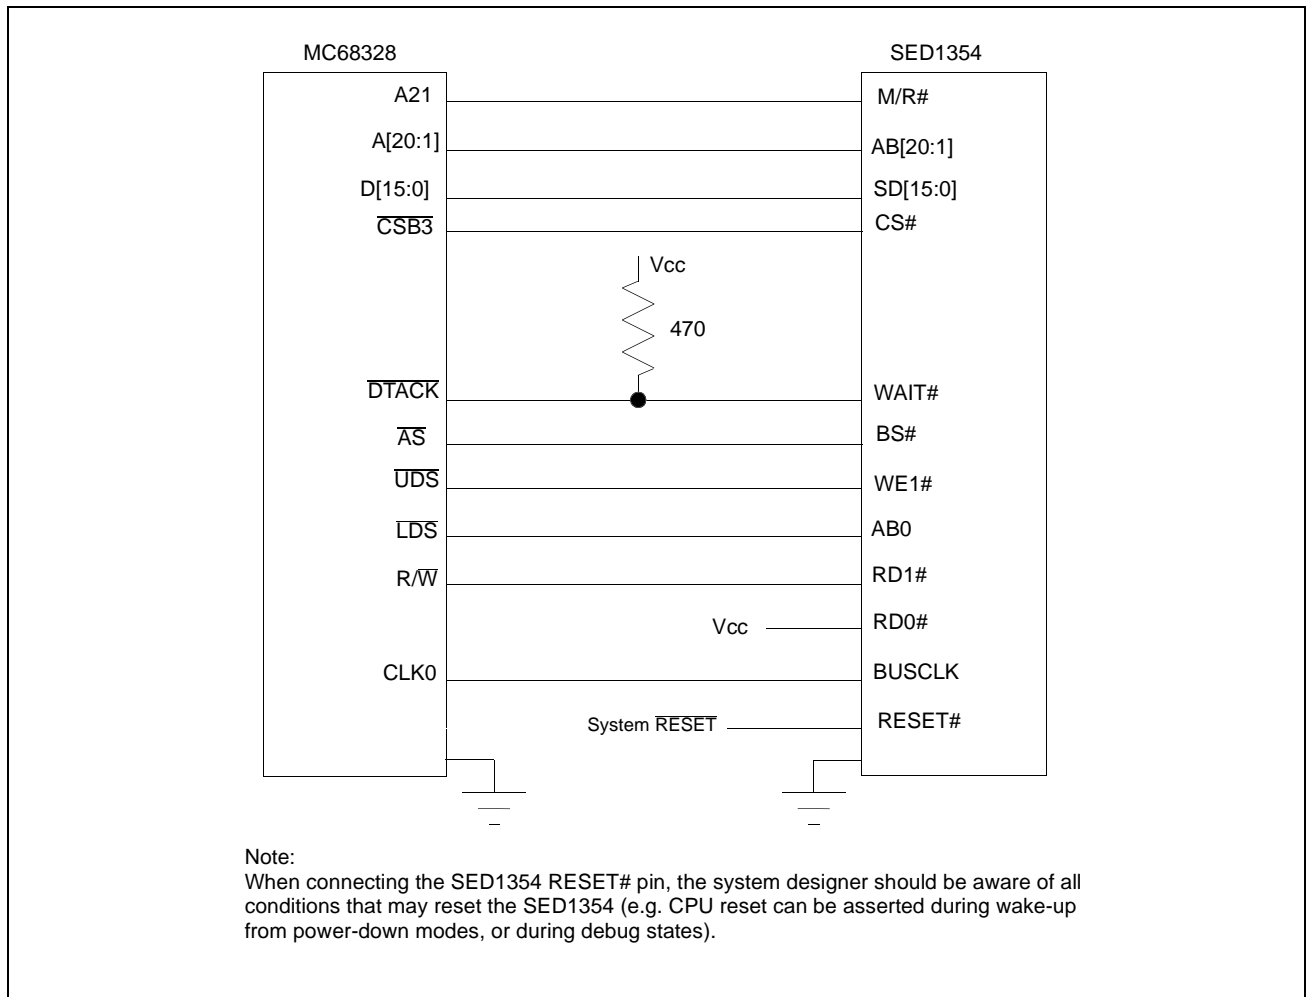 MC68328 SED1354
A21 M/R#
A[20:1] AB[20:1]
D[15:0] SD[15:0]
CSB3 CS#
Vcc
470
DTACK WAIT#
AS BS#
UDS WE1#
LDS AB0
R/W RD1#
Vcc RD0#
CLK0 BUSCLK
System RESET RESET#
Note:
When connecting the SED1354 RESET# pin, the system designer should be aware of all
conditions that may reset the SED1354 (e.g. CPU reset can be asserted during wake-up
from power-down modes, or during debug states).